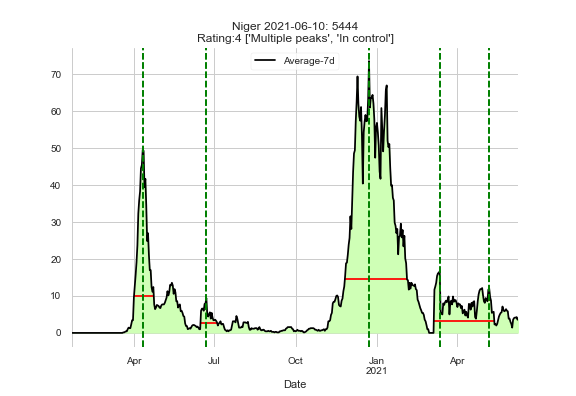 Niger 2021-06-10: 5444
Rating:4 ['Multiple peaks', 'In control']
Average-7d
70
60
50
40
30
20
10
0
Apr Jul Oct Jan Apr
2021
Date